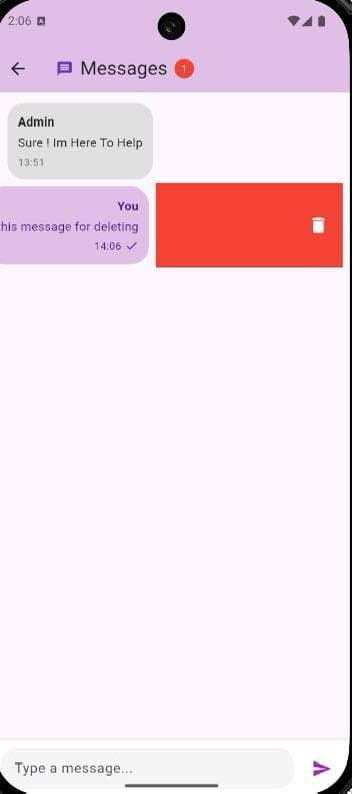 2:06
Messages 1
Admin
Sure ! Im Here To Help
13:51
You
his message for deleting
14:06
Type a message...